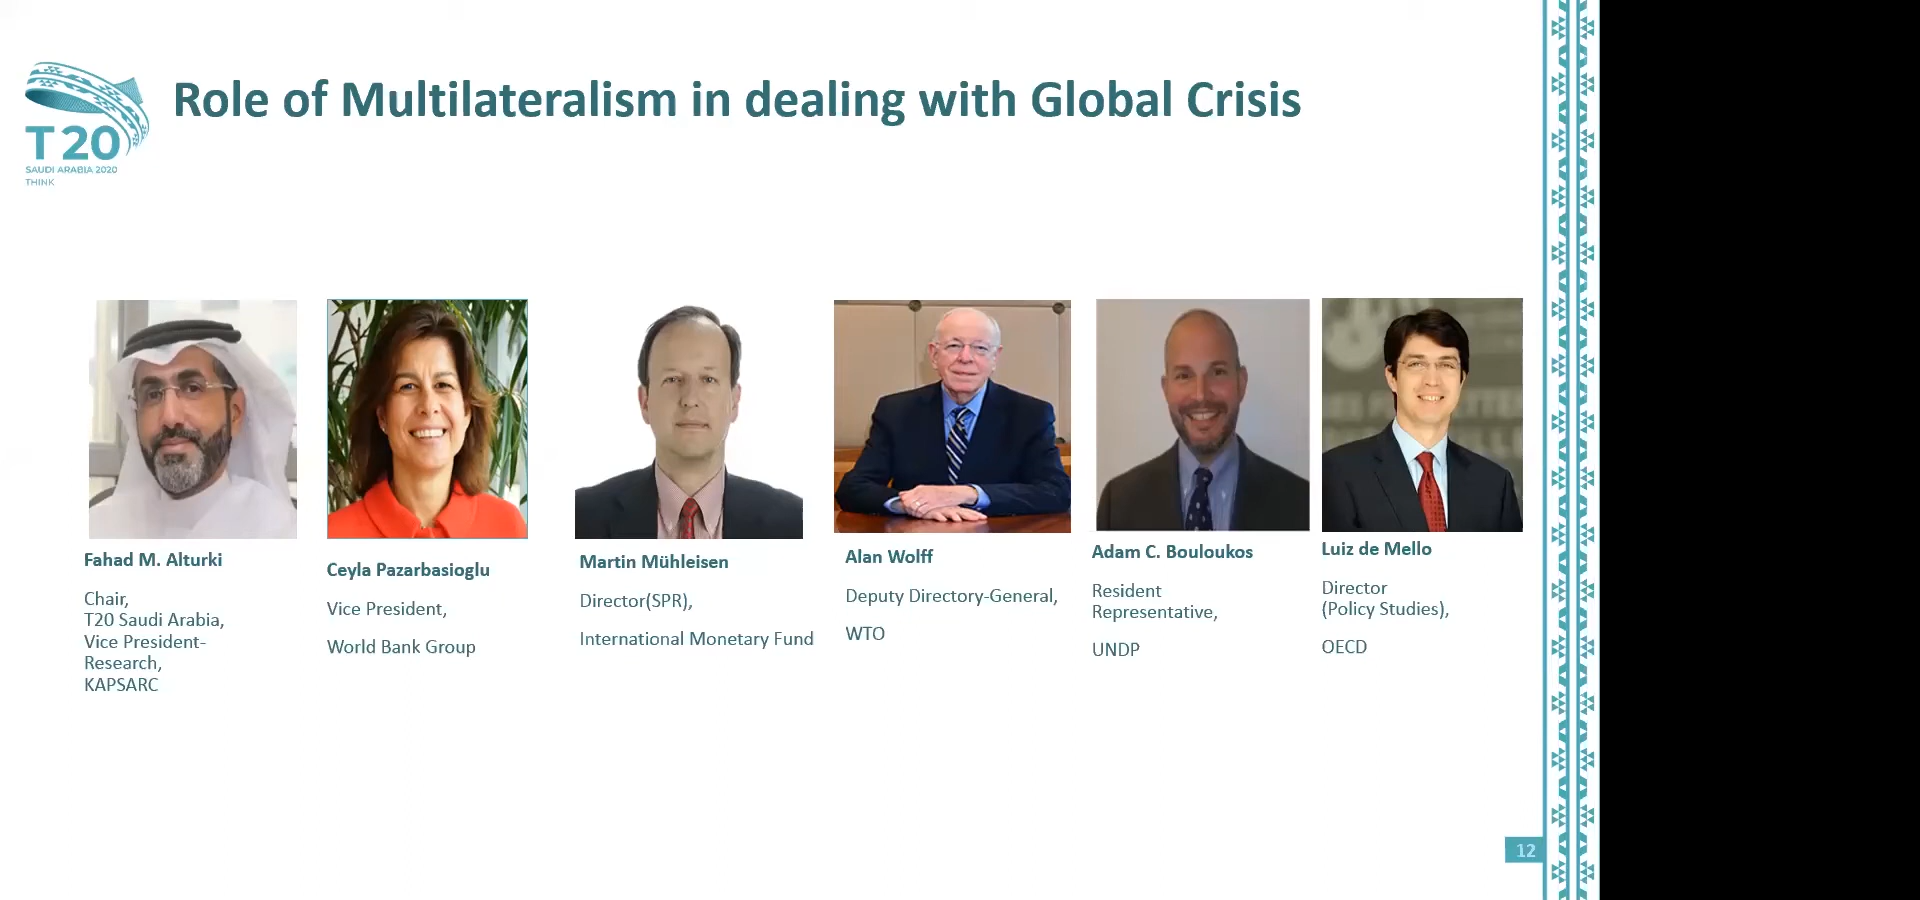 T20
SAUDI ARABIA 2020
THINK
Role of Multilateralism in dealing with Global Crisis
Fahad M. Alturki
Chair,
T20 Saudi Arabia,
Vice President-
Research,
KAPSARC
Ceyla Pazarbasioglu
Vice President,
World Bank Group
Martin Mühleisen
Director(SPR),
International Monetary Fund
Alan Wolff
Deputy Directory-General,
WTO
Adam C. Bouloukos
Resident
Representative,
UNDP
Luiz de Mello
Director
(Policy Studies),
OECD
12